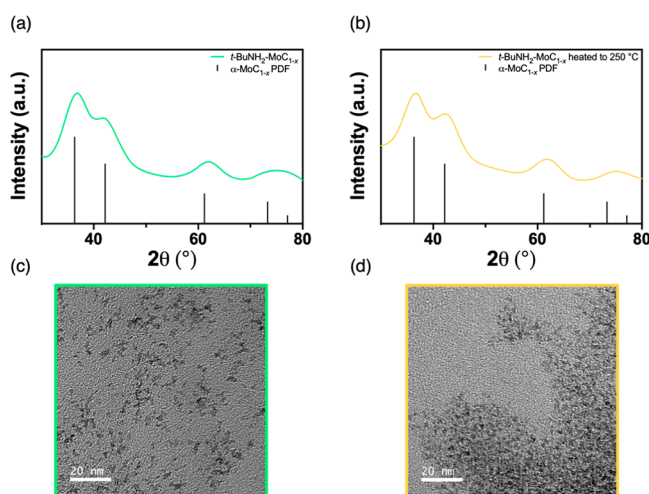 (a)
Intensity (a.u.)
t-BuNH₂-MoC₁₋ₓ
α-MoC₁₋ₓ PDF
40 60 80
2θ (°)
(b)
Intensity (a.u.)
t-BuNH₂-MoC₁₋ₓ heated to 250 °C
α-MoC₁₋ₓ PDF
40 60 80
2θ (°)
(c)
20 nm
(d)
20 nm